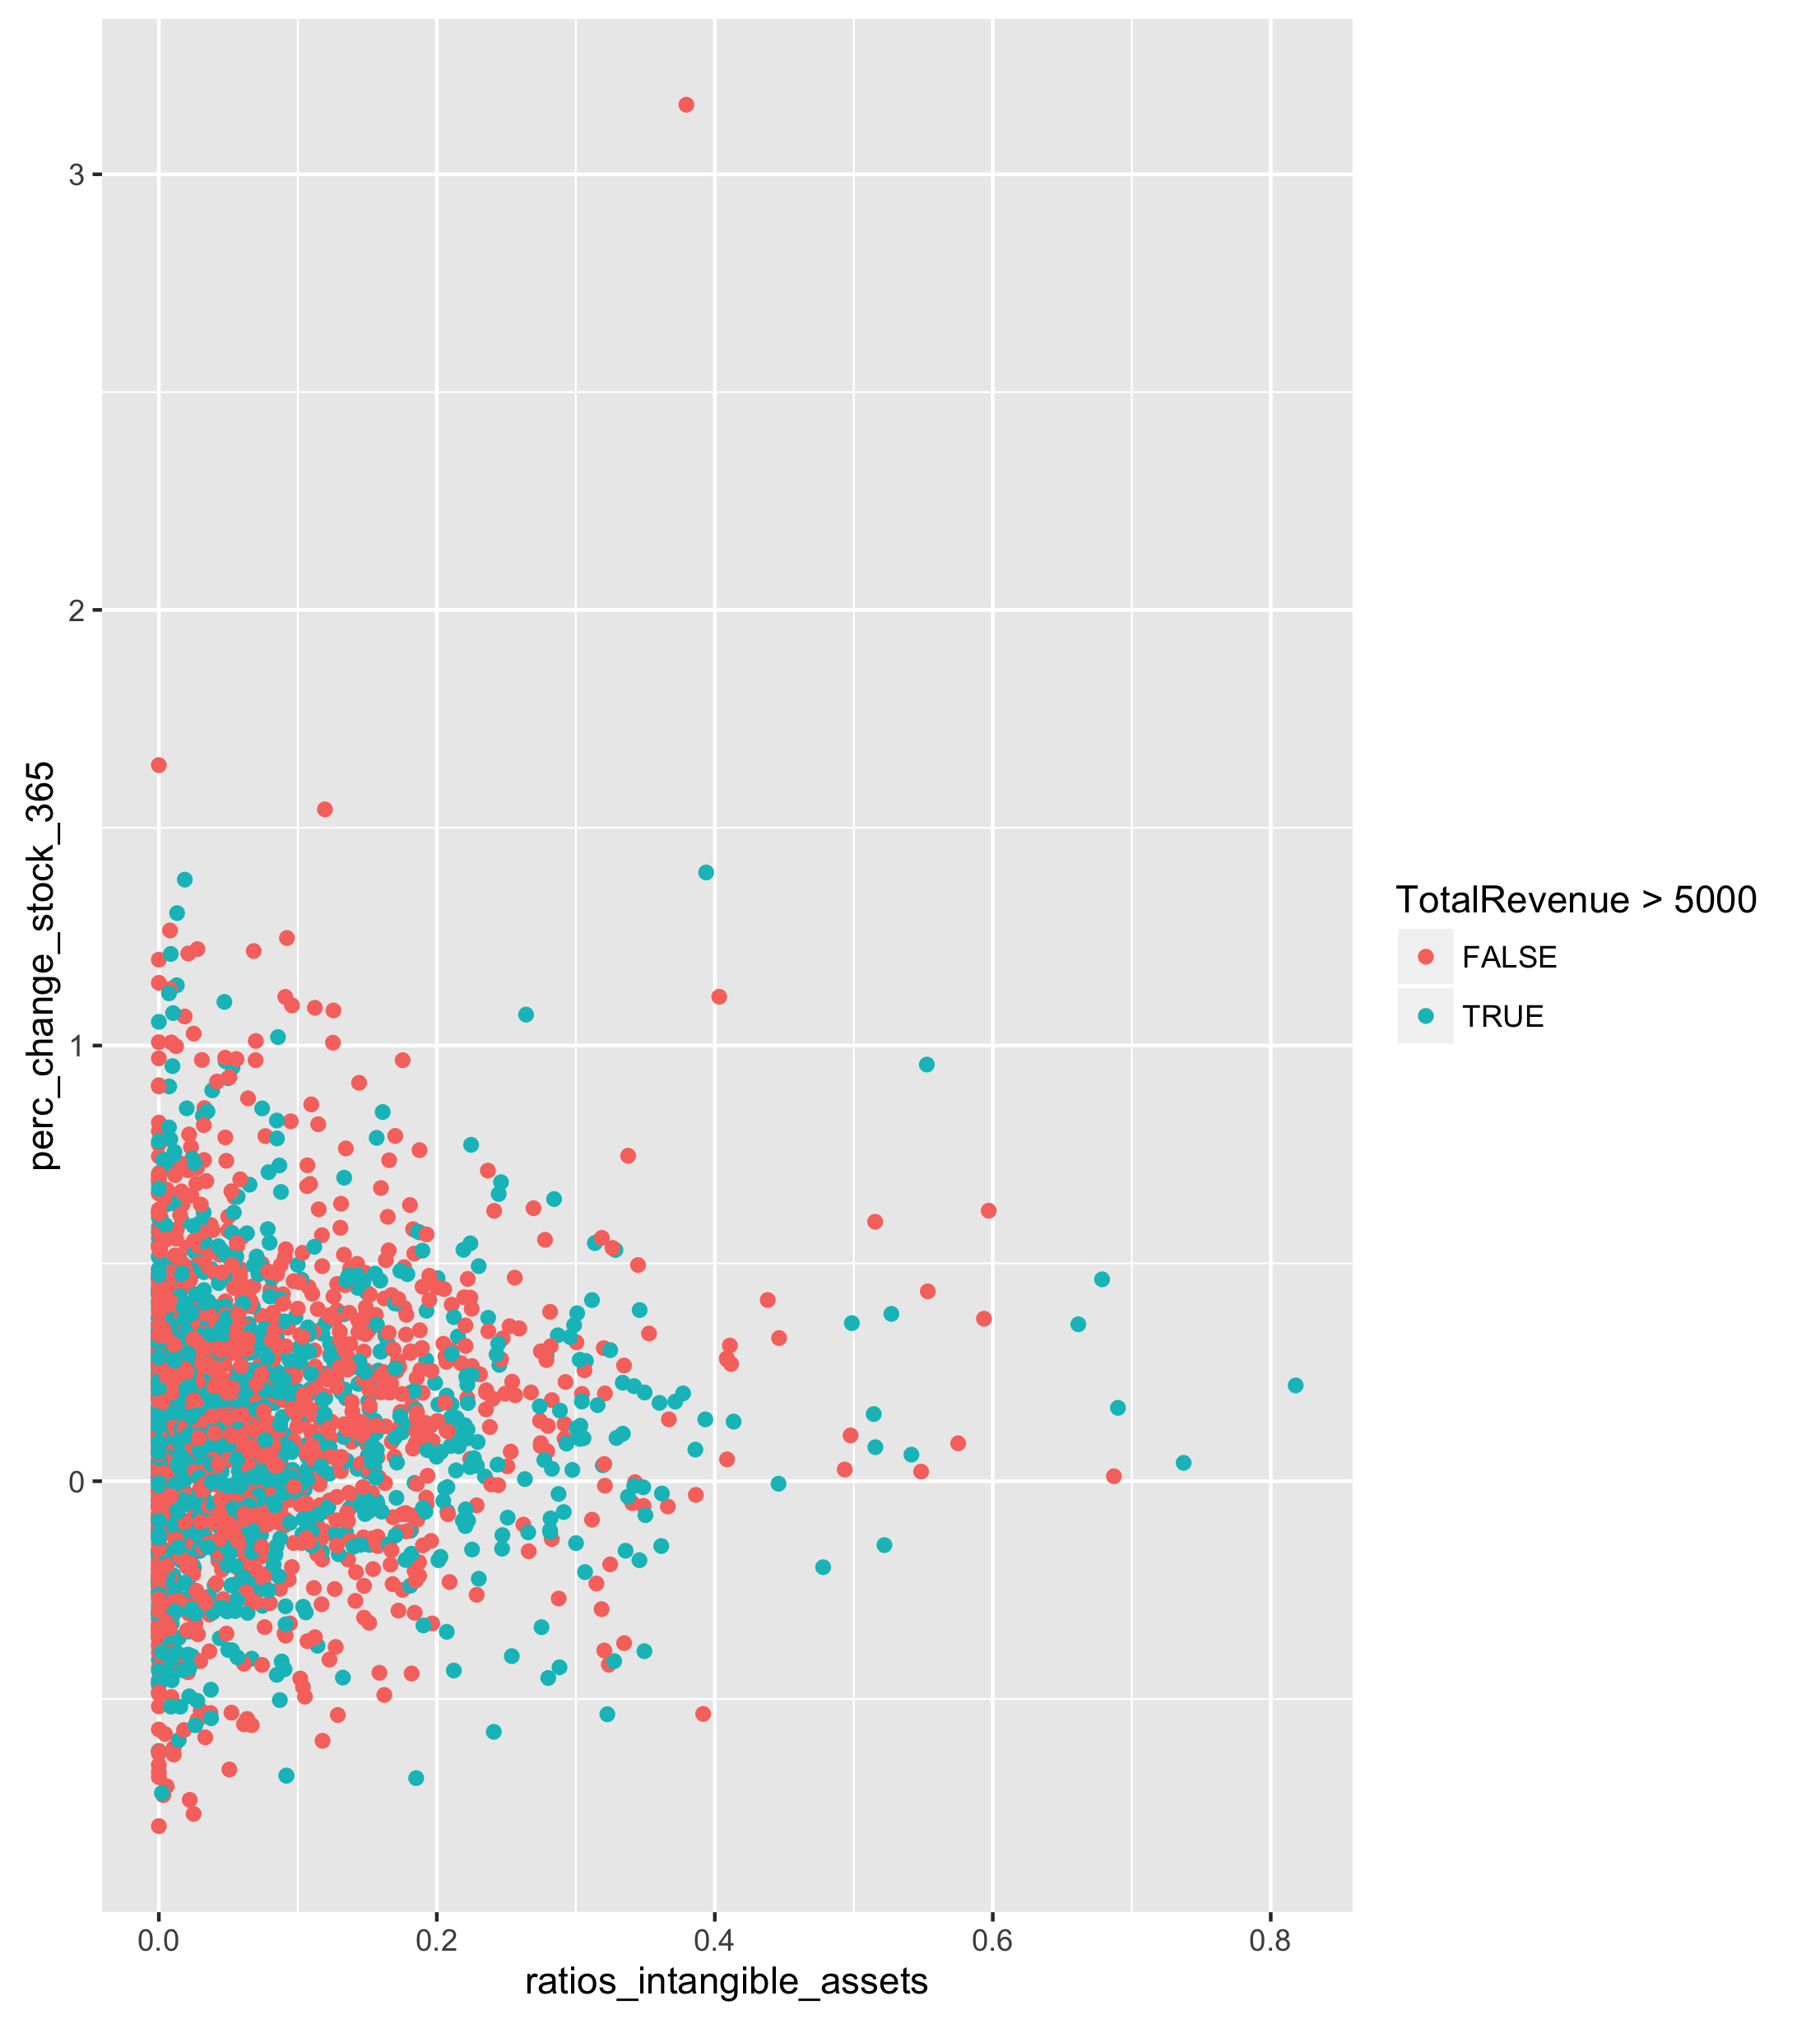 3
2
1
0
perc_change_stock_365
0.0 0.2 0.4 0.6 0.8
ratios_intangible_assets
TotalRevenue > 5000
FALSE
TRUE